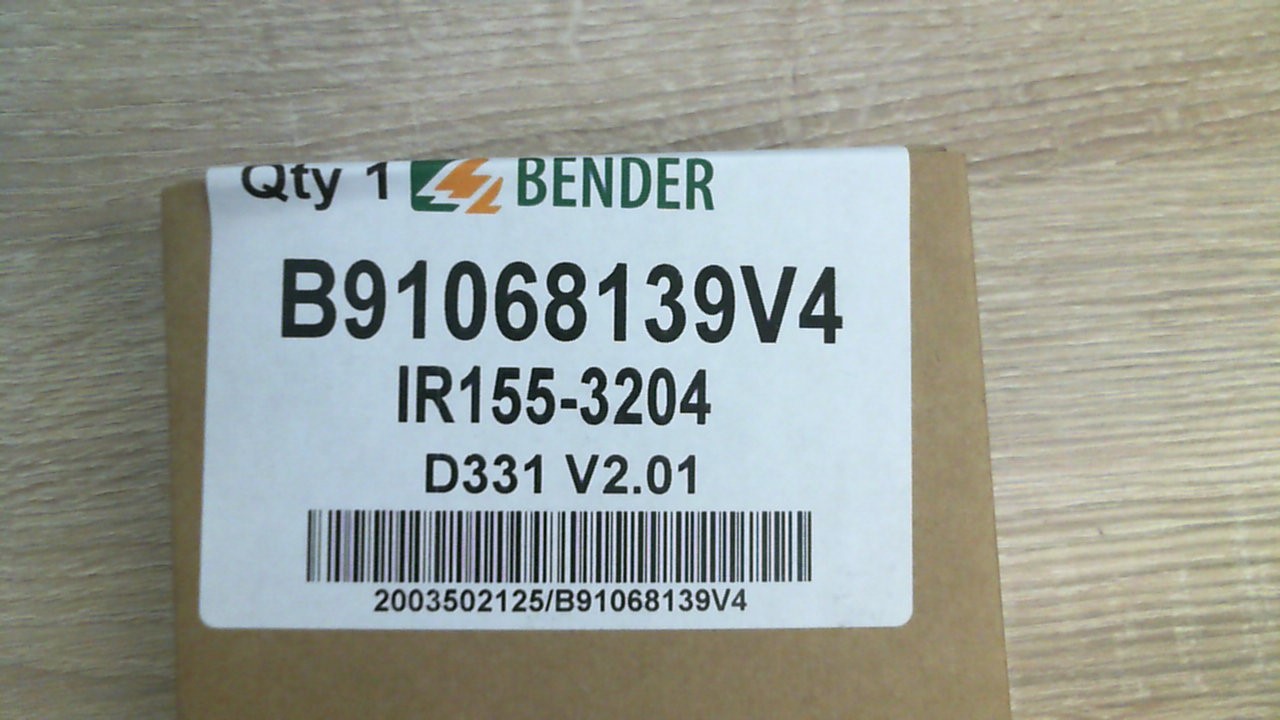 Qty 1 BENDER
B91068139V4
IR155-3204
D331 V2.01
2003502125/B91068139V4